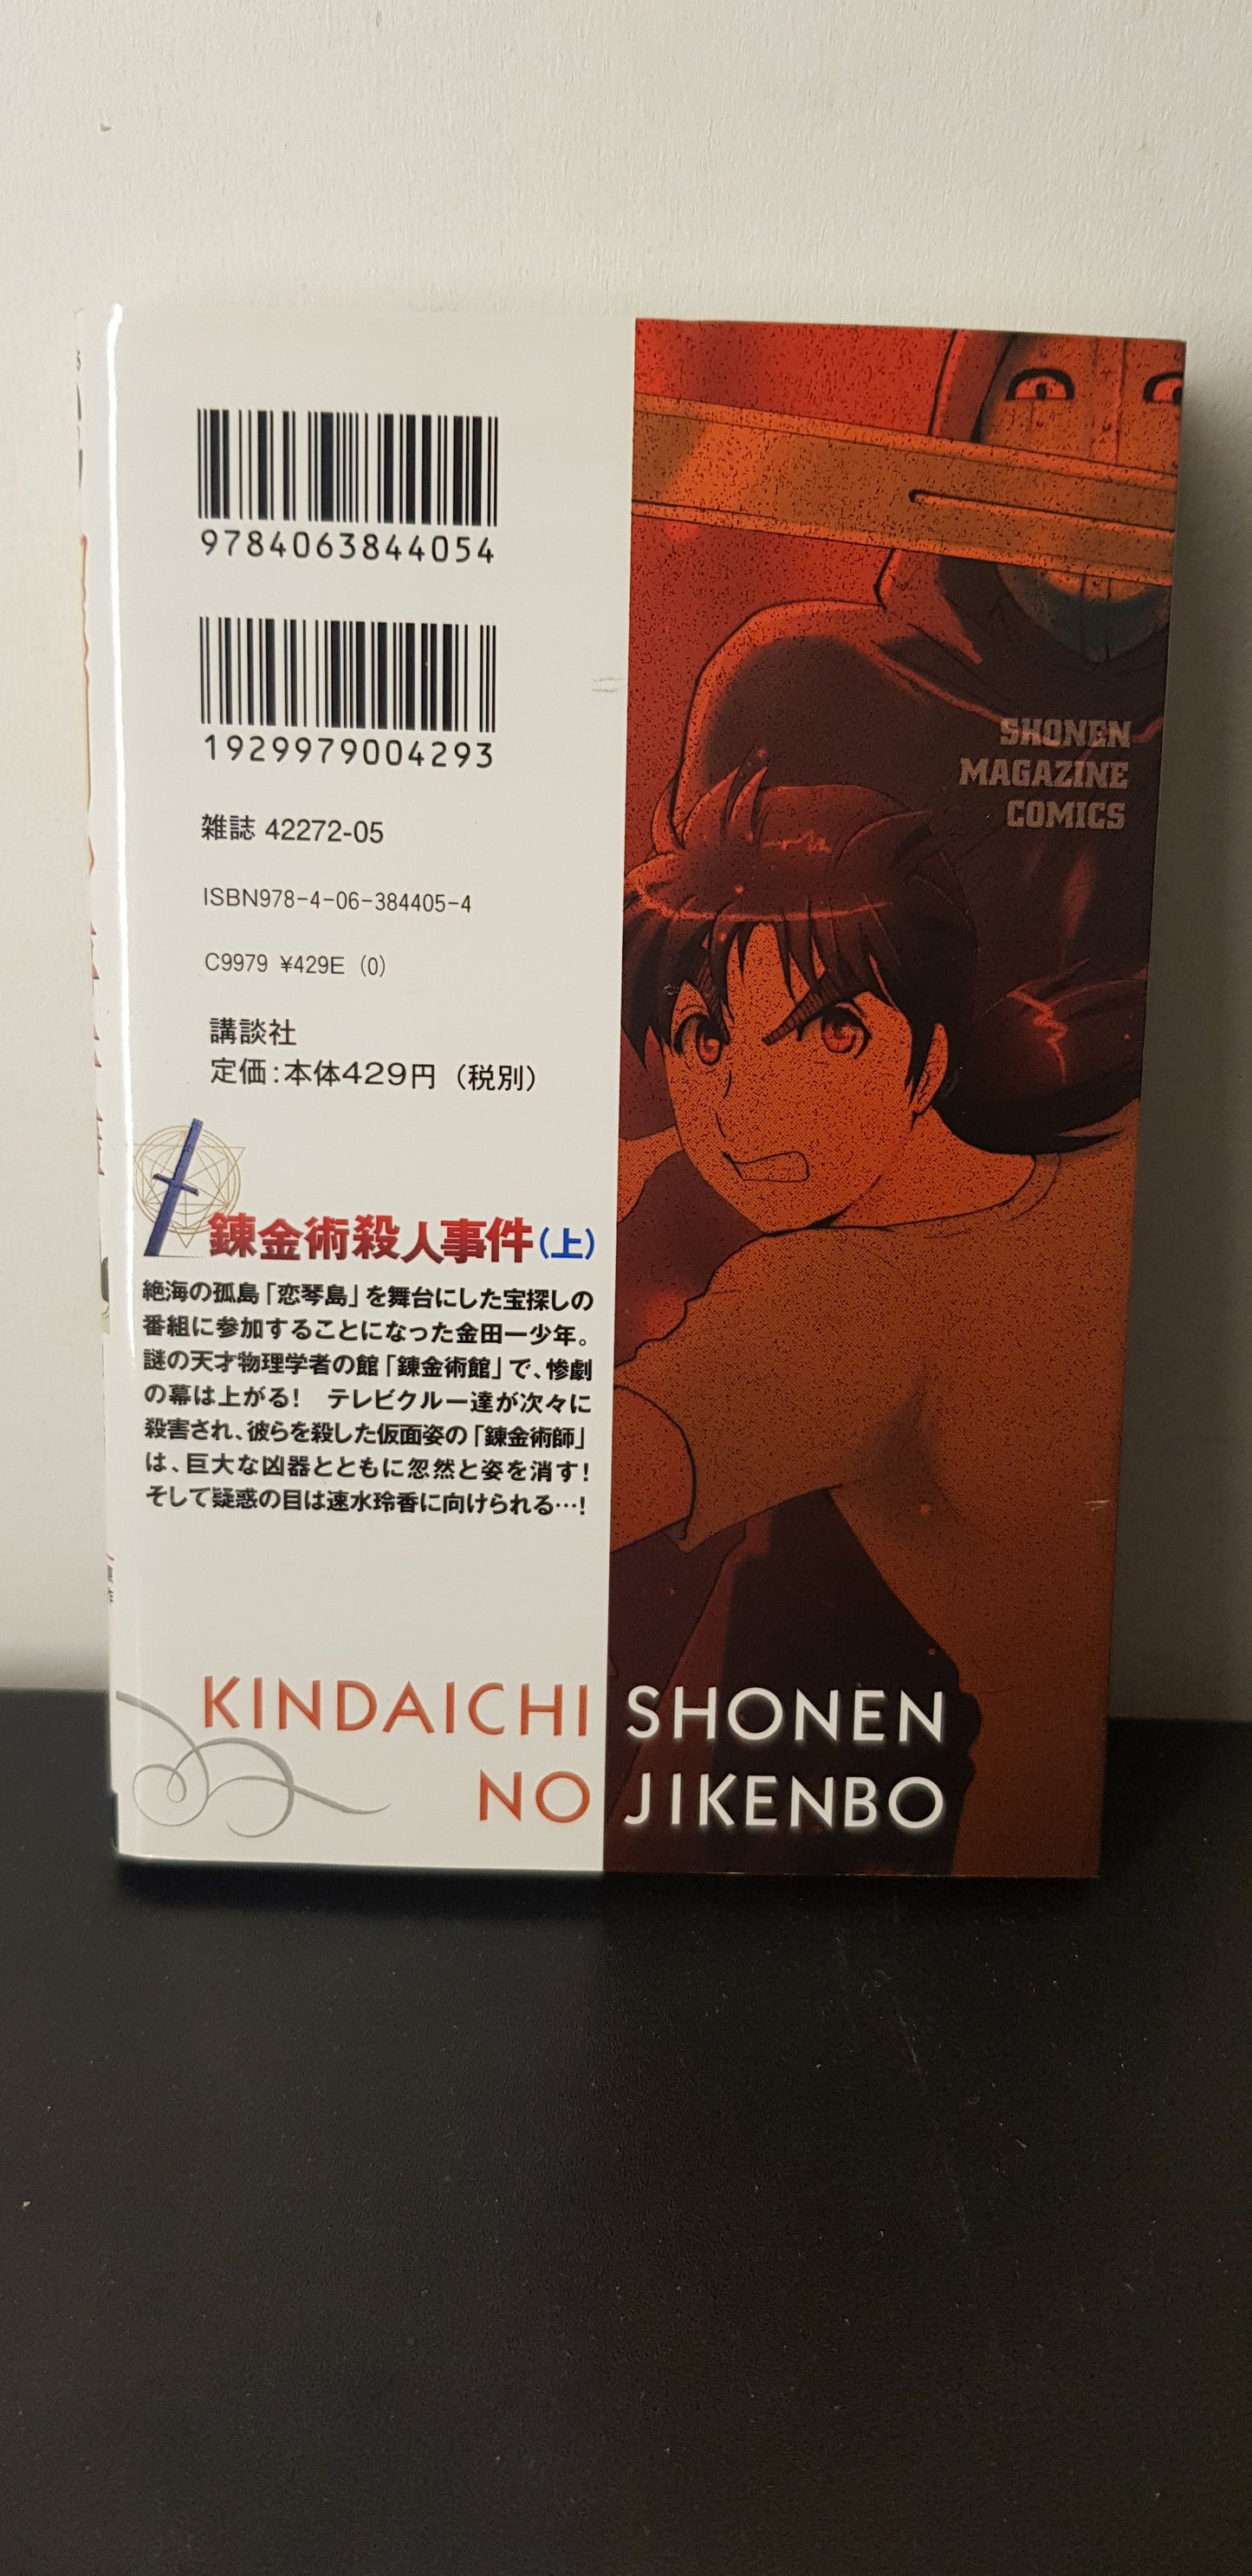 9784063844054
1929979004293
雑誌 42272-05
ISBN978-4-06-384405-4
C9979 ¥429E (0)
講談社
定価:本体429円(税別)
錬金術殺人事件(上)
絶海の孤島「恋琴島」を舞台にした宝探しの
番組に参加することになった金田一少年。
謎の天才物理学者の館「錬金術館」で、惨劇
の幕は上がる! テレビクルー達が次々に
殺害され、彼らを殺した仮面姿の「錬金術師」
は、巨大な凶器とともに忽然と姿を消す!
そして疑惑の目は速水玲香に向けられる…!
SHONEN
MAGAZINE
COMICS
KINDAICHI SHONEN
NO JIKENBO